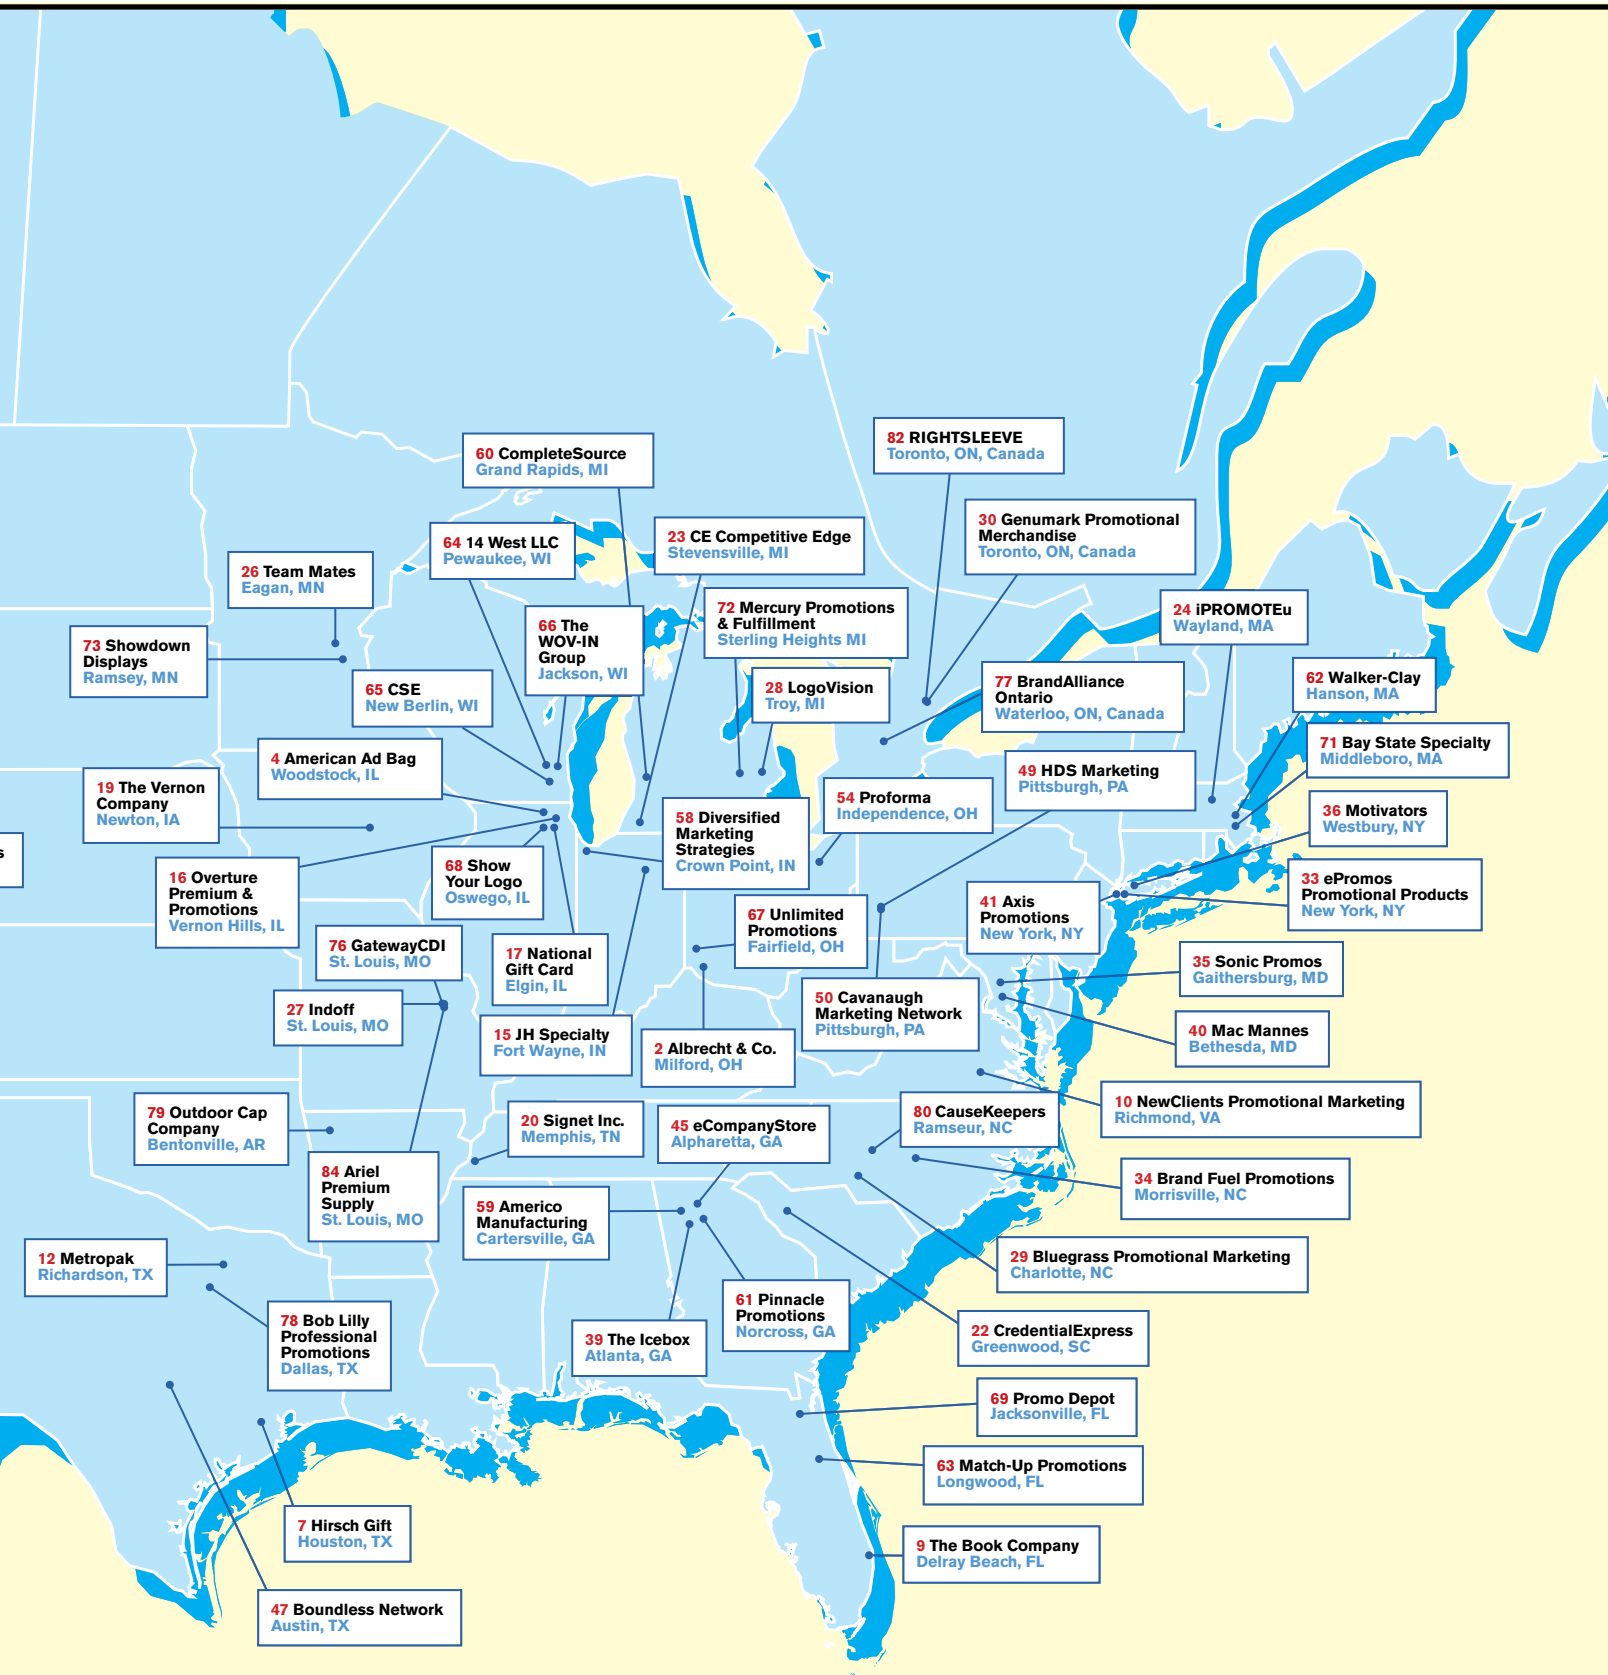 82 RIGHTSLEEVE
Toronto, ON, Canada
60 CompleteSource
Grand Rapids, MI
30 Genumark Promotional
Merchandise
Toronto, ON, Canada
23 CE Competitive Edge
Stevensville, MI
64 14 West LLC
Pewaukee, WI
26 Team Mates
Eagan, MN
72 Mercury Promotions
& Fulfillment
Sterling Heights MI
24 iPROMOTEu
Wayland, MA
66 The
WOV-IN
Group
Jackson, WI
73 Showdown
Displays
Ramsey, MN
62 Walker-Clay
Hanson, MA
77 BrandAlliance
Ontario
Waterloo, ON, Canada
28 LogoVision
Troy, MI
65 CSE
New Berlin, WI
71 Bay State Specialty
Middleboro, MA
4 American Ad Bag
Woodstock, IL
49 HDS Marketing
Pittsburgh, PA
19 The Vernon
Company
Newton, IA
54 Proforma
Independence, OH
36 Motivators
Westbury, NY
58 Diversified
Marketing
Strategies
Crown Point, IN
s
68 Show
Your Logo
Oswego, IL
16 Overture
Premium &
Promotions
Vernon Hills, IL
33 ePromos
Promotional Products
New York, NY
41 Axis
Promotions
New York, NY
67 Unlimited
Promotions
Fairfield, OH
76 GatewayCDI
St. Louis, MO
17 National
Gift Card
Elgin, IL
35 Sonic Promos
Gaithersburg, MD
50 Cavanaugh
Marketing Network
Pittsburgh, PA
27 Indoff
St. Louis, MO
15 JH Specialty
Fort Wayne, IN
2 Albrecht & Co.
Milford, OH
40 Mac Mannes
Bethesda, MD
10 NewClients Promotional Marketing
Richmond, VA
79 Outdoor Cap
Company
Bentonville, AR
20 Signet Inc.
Memphis, TN
45 eCompanyStore
Alpharetta, GA
80 CauseKeepers
Ramseur, NC
84 Ariel
Premium
Supply
St. Louis, MO
34 Brand Fuel Promotions
Morrisville, NC
59 Americo
Manufacturing
Cartersville, GA
12 Metropak
Richardson, TX
29 Bluegrass Promotional Marketing
Charlotte, NC
61 Pinnacle
Promotions
Norcross, GA
78 Bob Lilly
Professional
Promotions
Dallas, TX
39 The Icebox
Atlanta, GA
22 CredentialExpress
Greenwood, SC
69 Promo Depot
Jacksonville, FL
63 Match-Up Promotions
Longwood, FL
7 Hirsch Gift
Houston, TX
9 The Book Company
Delray Beach, FL
47 Boundless Network
Austin, TX